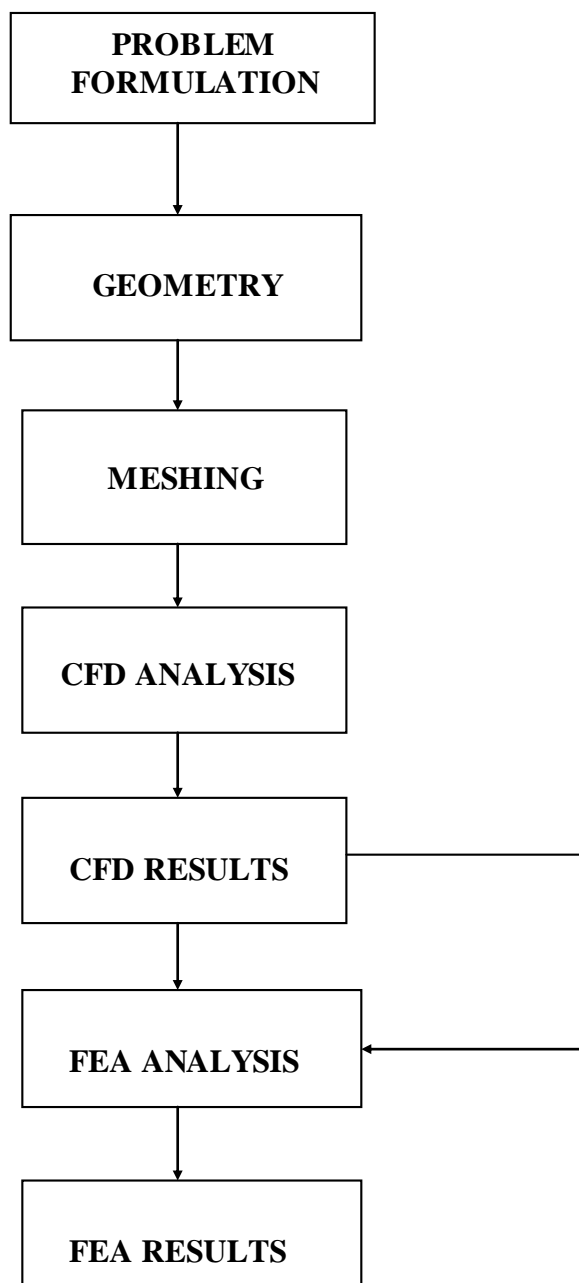 PROBLEM
FORMULATION
GEOMETRY
MESHING
CFD ANALYSIS
CFD RESULTS
FEA ANALYSIS
FEA RESULTS